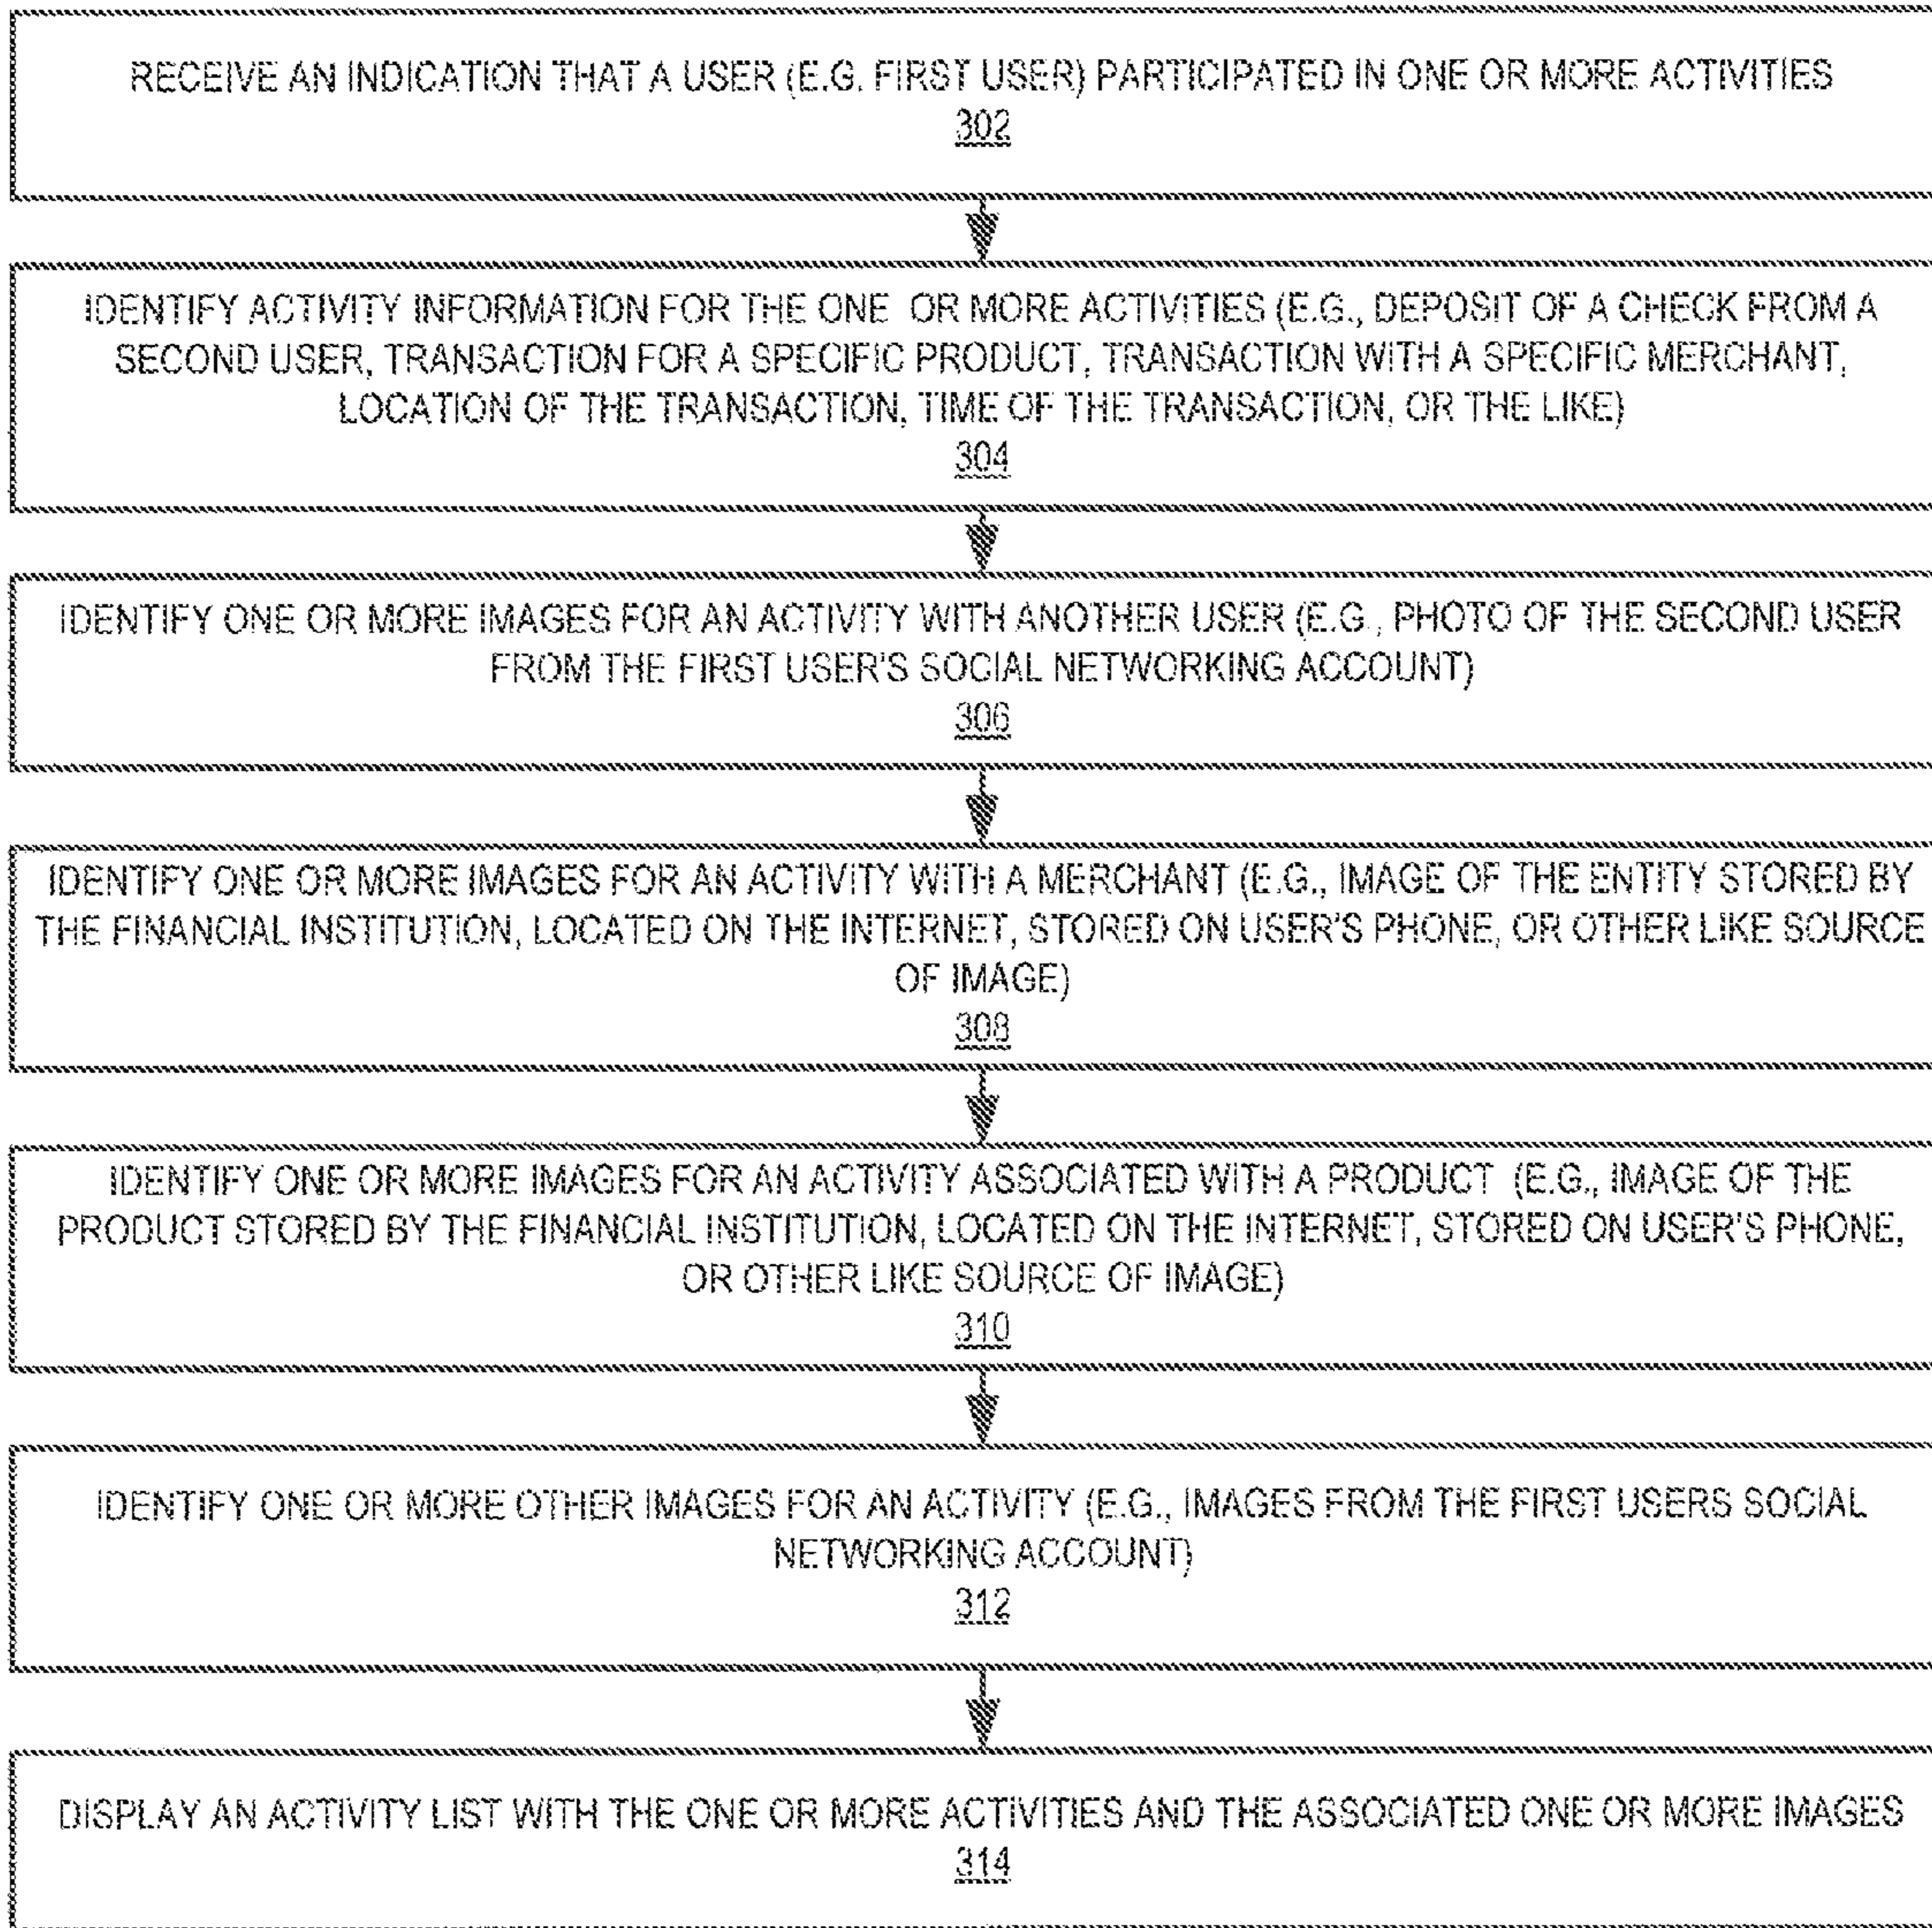 RECEIVE AN INDICATION THAT A USER (E.G. FIRST USER) PARTICIPATED IN ONE OR MORE ACTIVITIES
302
IDENTIFY ACTIVITY INFORMATION FOR THE ONE OR MORE ACTIVITIES (E.G., DEPOSIT OF A CHECK FROM A
SECOND USER, TRANSACTION FOR A SPECIFIC PRODUCT, TRANSACTION WITH A SPECIFIC MERCHANT,
LOCATION OF THE TRANSACTION, TIME OF THE TRANSACTION, OR THE LIKE)
304
IDENTIFY ONE OR MORE IMAGES FOR AN ACTIVITY WITH ANOTHER USER (E.G., PHOTO OF THE SECOND USER
FROM THE FIRST USER'S SOCIAL NETWORKING ACCOUNT)
306
IDENTIFY ONE OR MORE IMAGES FOR AN ACTIVITY WITH A MERCHANT (E.G., IMAGE OF THE ENTITY STORED BY
THE FINANCIAL INSTITUTION, LOCATED ON THE INTERNET, STORED ON USER'S PHONE, OR OTHER LIKE SOURCE
OF IMAGE)
308
IDENTIFY ONE OR MORE IMAGES FOR AN ACTIVITY ASSOCIATED WITH A PRODUCT (E.G., IMAGE OF THE
PRODUCT STORED BY THE FINANCIAL INSTITUTION, LOCATED ON THE INTERNET, STORED ON USER'S PHONE,
OR OTHER LIKE SOURCE OF IMAGE)
310
IDENTIFY ONE OR MORE OTHER IMAGES FOR AN ACTIVITY (E.G., IMAGES FROM THE FIRST USERS SOCIAL
NETWORKING ACCOUNT)
312
DISPLAY AN ACTIVITY LIST WITH THE ONE OR MORE ACTIVITIES AND THE ASSOCIATED ONE OR MORE IMAGES
314